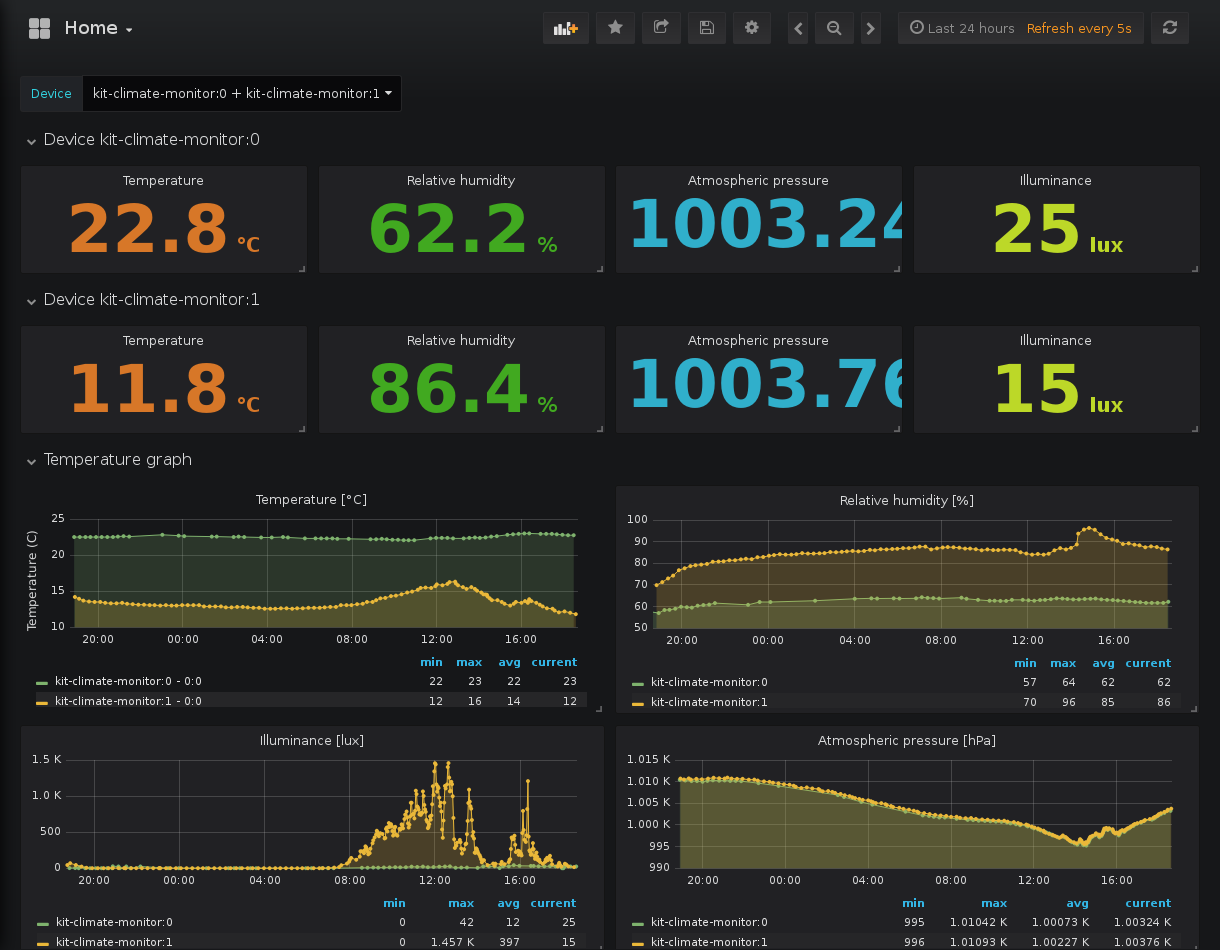 Home
Last 24 hours Refresh every 5s
Device kit-climate-monitor:0 + kit-climate-monitor:1
Device kit-climate-monitor:0
Temperature Relative humidity Atmospheric pressure Illuminance
22.8 °C 62.2 % 1003.24 25 lux
Device kit-climate-monitor:1
Temperature Relative humidity Atmospheric pressure Illuminance
11.8 °C 86.4 % 1003.76 15 lux
Temperature graph
Temperature [°C]
Temperature (C)
25
20
15
10
20:00 00:00 04:00 08:00 12:00 16:00
min max avg current
kit-climate-monitor:0 - 0:0 22 23 22 23
kit-climate-monitor:1 - 0:0 12 16 14 12
Relative humidity [%]
100
90
80
70
60
50
20:00 00:00 04:00 08:00 12:00 16:00
min max avg current
kit-climate-monitor:0 57 64 62 62
kit-climate-monitor:1 70 96 85 86
Illuminance [lux]
1.5 K
1.0 K
500
0
20:00 00:00 04:00 08:00 12:00 16:00
min max avg current
kit-climate-monitor:0 0 42 12 25
kit-climate-monitor:1 0 1.457 K 397 15
Atmospheric pressure [hPa]
1.015 K
1.010 K
1.005 K
1.000 K
995
990
20:00 00:00 04:00 08:00 12:00 16:00
min max avg current
kit-climate-monitor:0 995 1.01042 K 1.00073 K 1.00324 K
kit-climate-monitor:1 996 1.01093 K 1.00227 K 1.00376 K